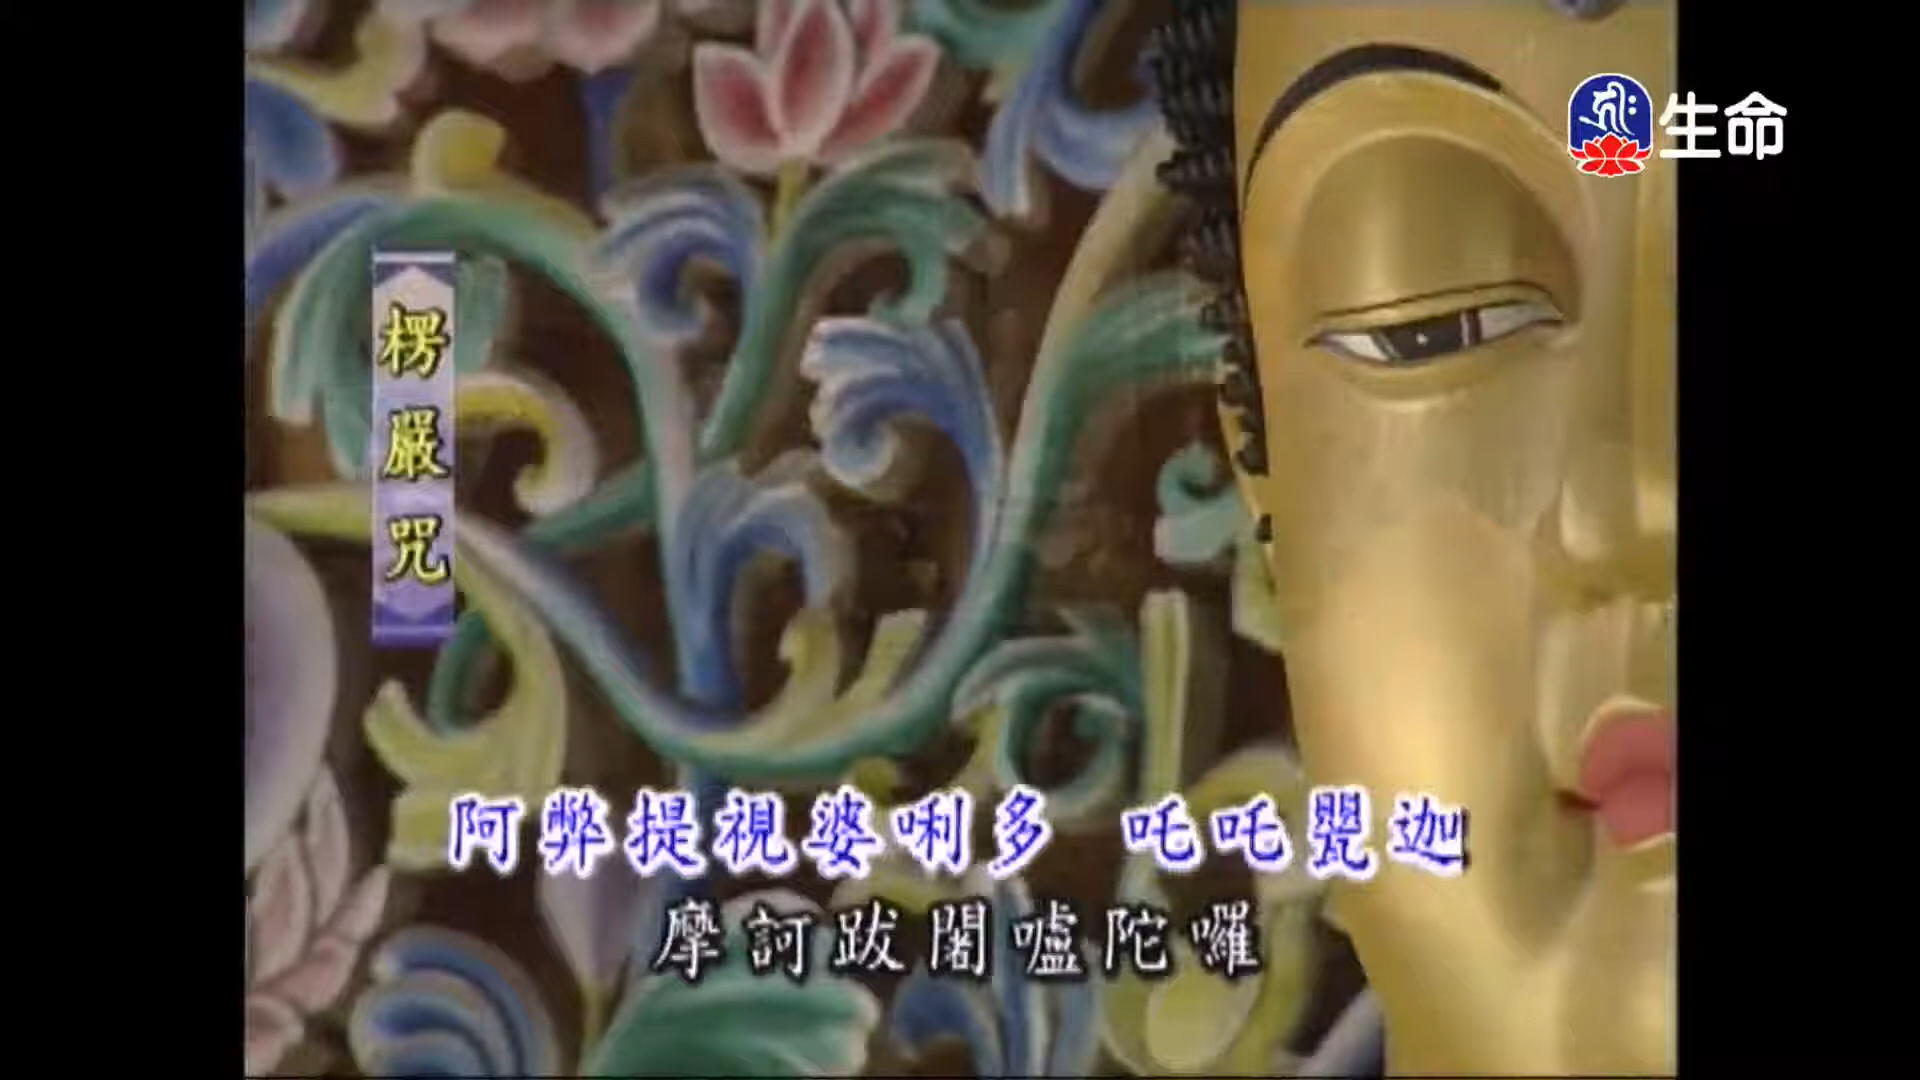 生命
楞嚴咒
阿弊提視婆唎多 吒吒甖迦
摩訶跋闍嚧陀囉